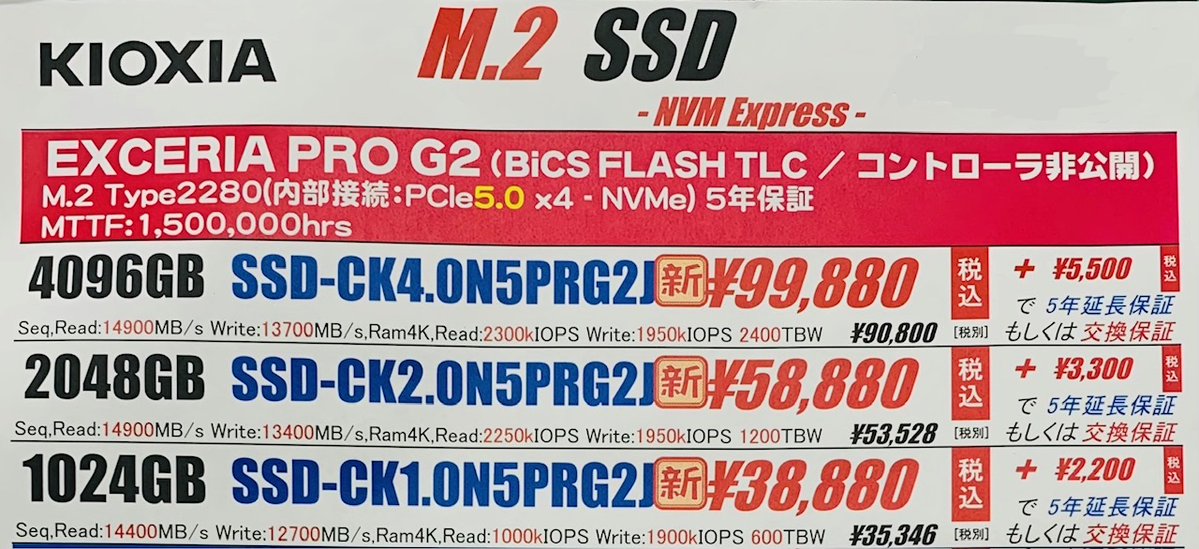 KIOXIA M.2 SSD
- NVM Express -
EXCERIA PRO G2 (BiCS FLASH TLC / コントローラ非公開)
M.2 Type2280(内部接続:PCIe5.0 x4 - NVMe) 5年保証
MTTF:1,500,000hrs
4096GB SSD-CK4.0N5PRG2J 新 ¥99,880 税込 + ¥5,500 税込
で 5年延長保証
Seq,Read:14900MB/s Write:13700MB/s,Ram4K,Read:2300kIOPS Write:1950kIOPS 2400TBW ¥90,800 [税別] もしくは 交換保証
2048GB SSD-CK2.0N5PRG2J 新 ¥58,880 税込 + ¥3,300 税込
で 5年延長保証
Seq,Read:14900MB/s Write:13400MB/s,Ram4K,Read:2250kIOPS Write:1950kIOPS 1200TBW ¥53,528 [税別] もしくは 交換保証
1024GB SSD-CK1.0N5PRG2J 新 ¥38,880 税込 + ¥2,200 税込
で 5年延長保証
Seq,Read:14400MB/s Write:12700MB/s,Ram4K,Read:1000kIOPS Write:1900kIOPS 600TBW ¥35,346 [税別] もしくは 交換保証